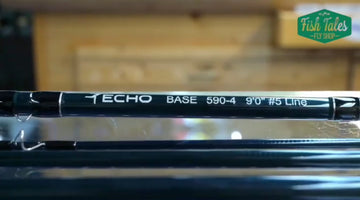 Fish Tales
FLY SHOP
ECHO BASE 590-4 9'0" #5 Line